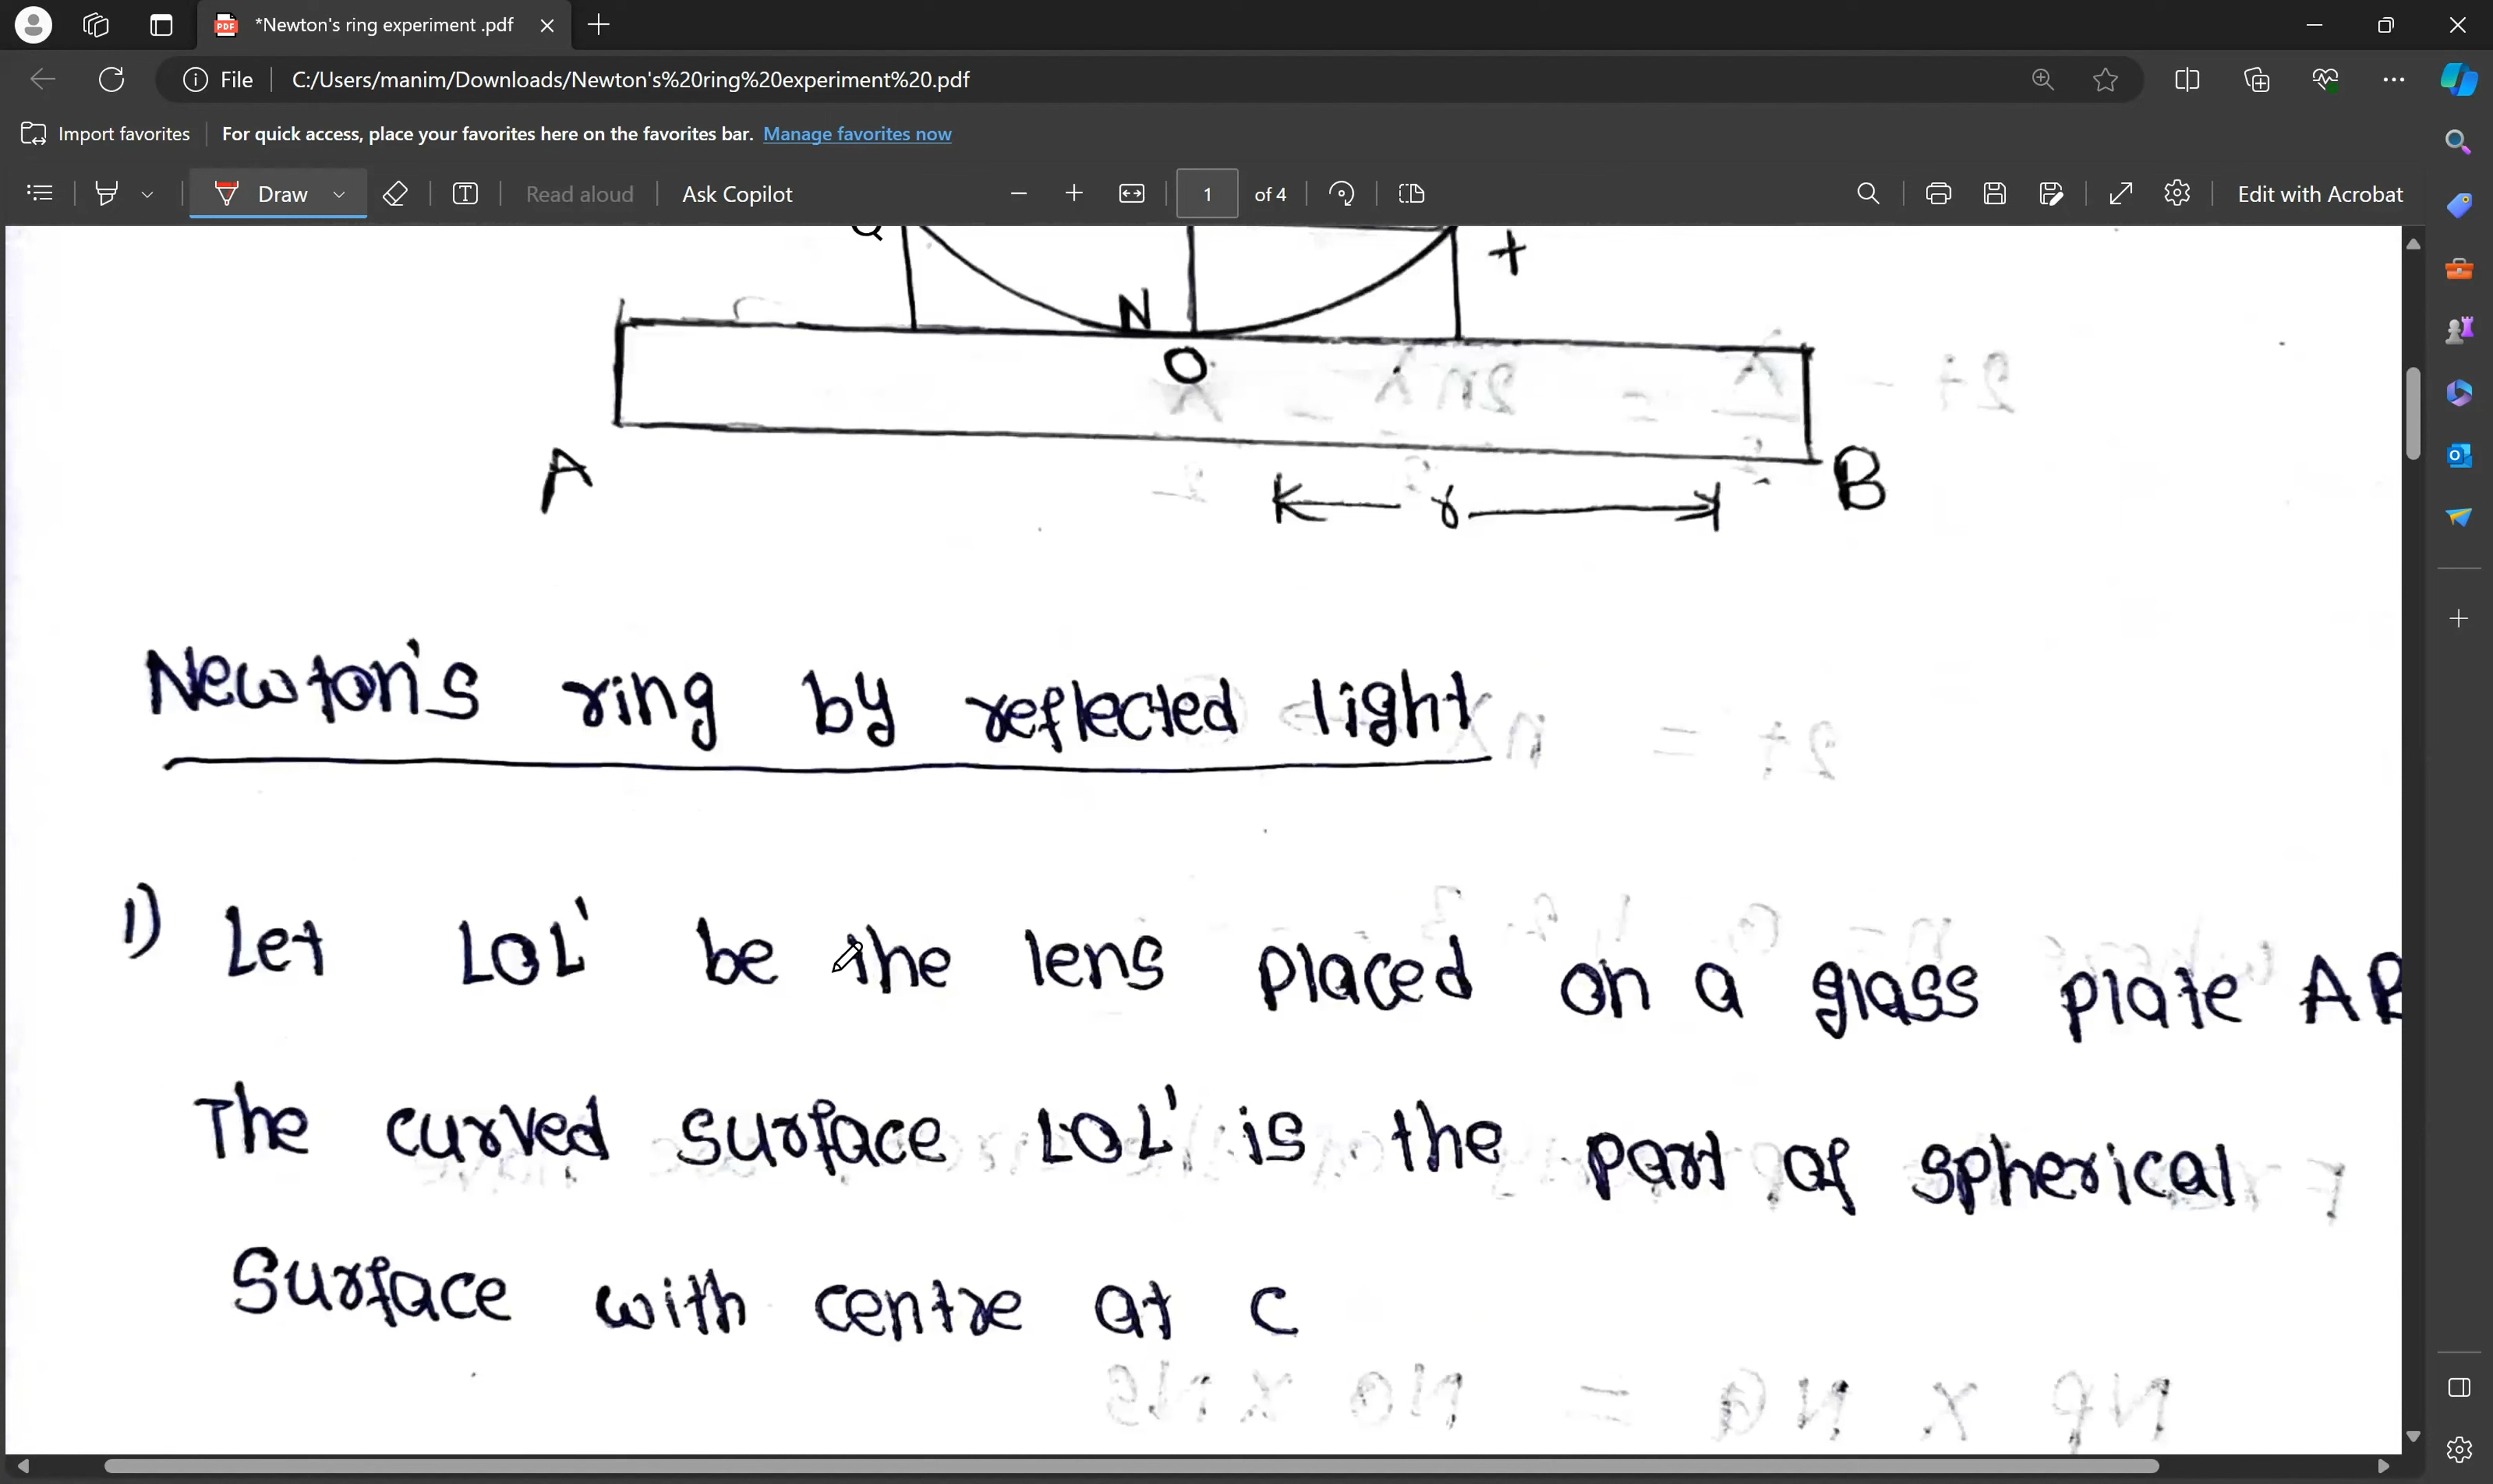 *Newton's ring experiment .pdf
File C:/Users/manim/Downloads/Newton's%20ring%20experiment%20.pdf
Import favorites For quick access, place your favorites here on the favorites bar. Manage favorites now
Draw Read aloud Ask Copilot 1 of 4 Edit with Acrobat
t
N
O
A
B
r
Newton's ring by reflected light
1) Let LOL' be the lens placed on a glass plate AB
The curved surface LOL' is the part of spherical
Surface with centre at C